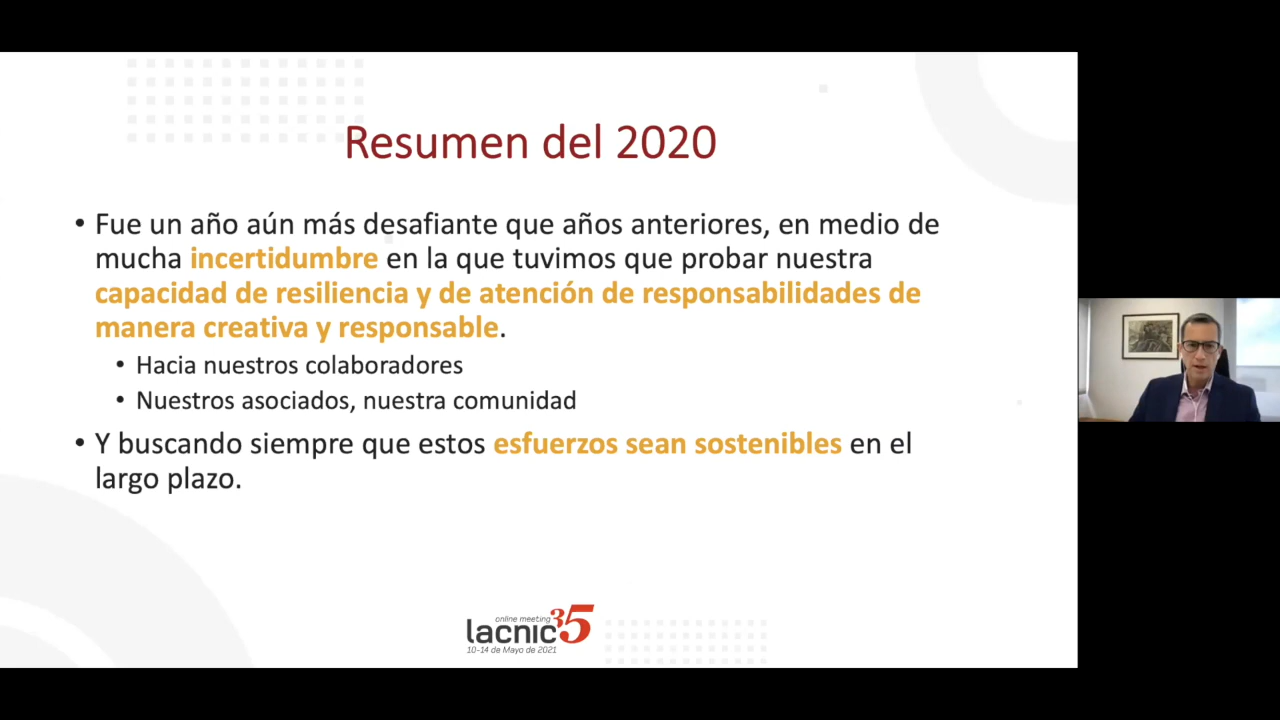 Resumen del 2020
• Fue un año aún más desafiante que años anteriores, en medio de
mucha incertidumbre en la que tuvimos que probar nuestra
capacidad de resiliencia y de atención de responsabilidades de
manera creativa y responsable.
• Hacia nuestros colaboradores
• Nuestros asociados, nuestra comunidad
• Y buscando siempre que estos esfuerzos sean sostenibles en el
largo plazo.
online meeting
lacnic 35
10-14 de Mayo de 2021